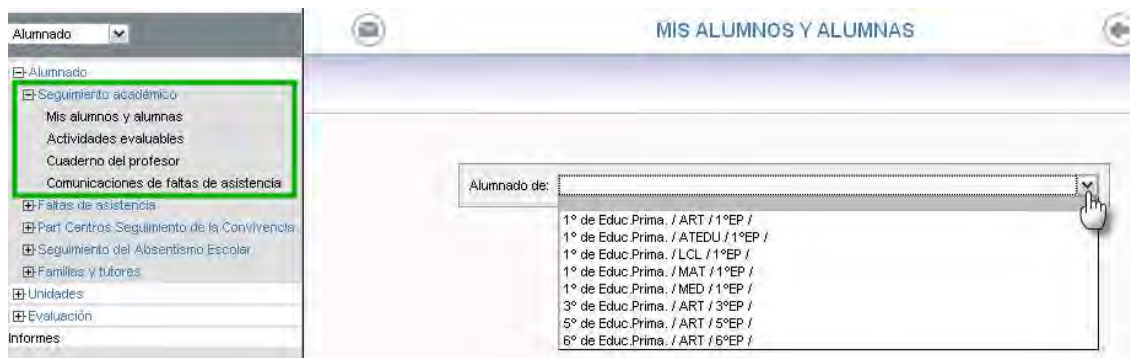 Alumnado
MIS ALUMNOS Y ALUMNAS
Alumnado
Seguimiento académico
Mis alumnos y alumnas
Actividades evaluables
Cuaderno del profesor
Comunicaciones de faltas de asistencia
Faltas de asistencia
Part Centros Seguimiento de la Convivencia
Seguimiento del Absentismo Escolar
Familias y tutores
Unidades
Evaluación
Informes
Alumnado de:
1º de Educ.Prima. / ART / 1ºEP /
1º de Educ.Prima. / ATEDU / 1ºEP /
1º de Educ.Prima. / LCL / 1ºEP /
1º de Educ.Prima. / MAT / 1ºEP /
1º de Educ.Prima. / MED / 1ºEP /
3º de Educ.Prima. / ART / 3ºEP /
5º de Educ.Prima. / ART / 5ºEP /
6º de Educ.Prima. / ART / 6ºEP /